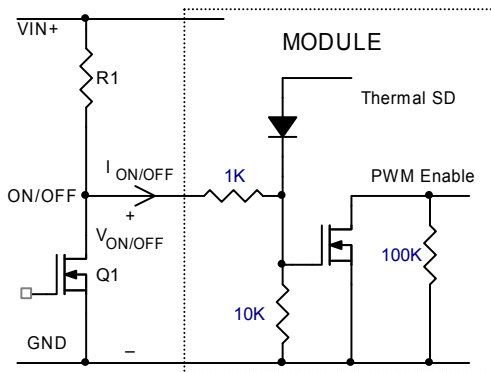 VIN+
MODULE
R1
Thermal SD
I ON/OFF
1K
PWM Enable
ON/OFF
+
V ON/OFF
Q1
100K
10K
GND
–